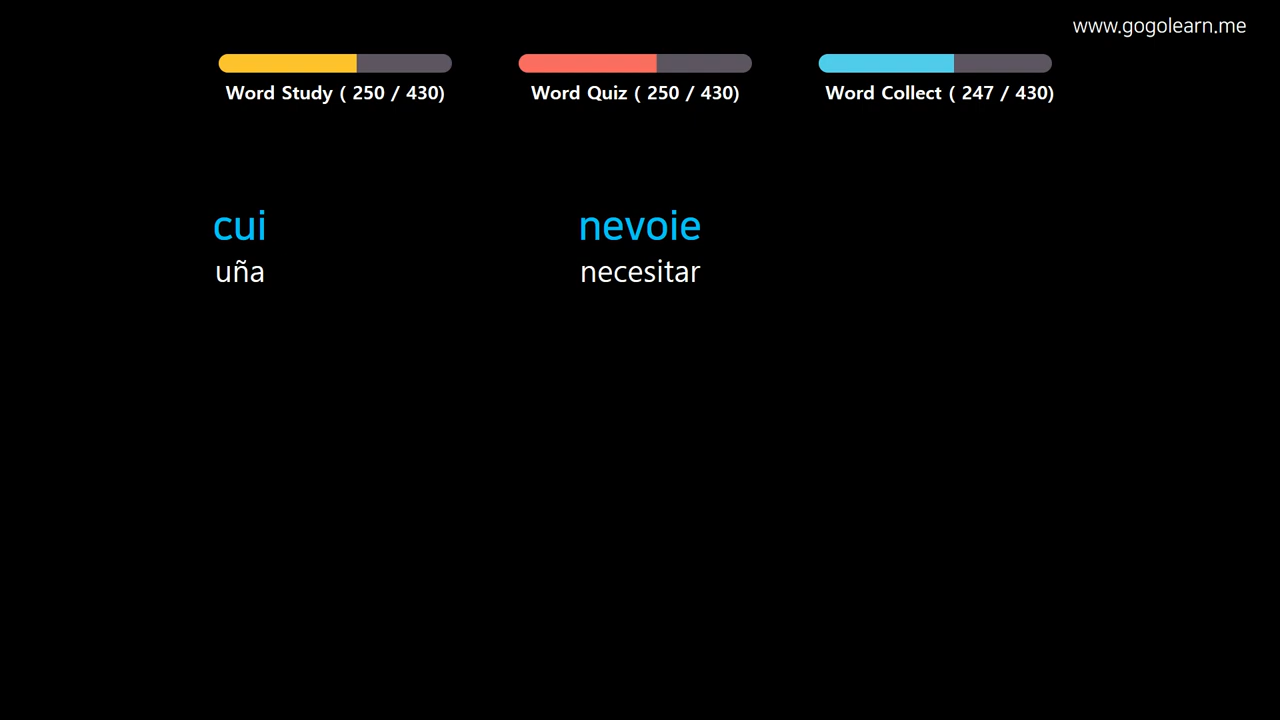 www.gogolearn.me
Word Study ( 250 / 430)
Word Quiz ( 250 / 430)
Word Collect ( 247 / 430)
cui
uña
nevoie
necesitar